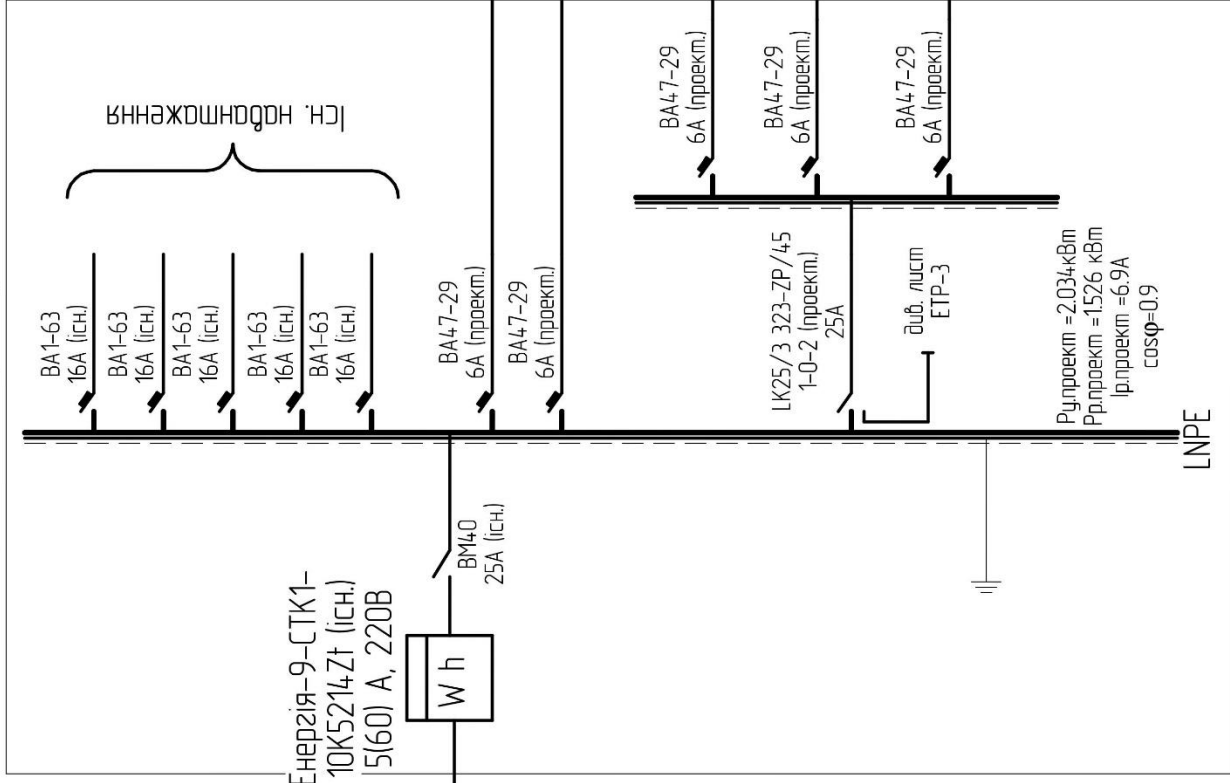 Існ. навантаження
ВА1-63
16А (існ.)
ВА1-63
16А (існ.)
ВА1-63
16А (існ.)
ВА1-63
16А (існ.)
ВА1-63
16А (існ.)
ВА47-29
6А (проект.)
ВА47-29
6А (проект.)
ВА47-29
6А (проект.)
ВА47-29
6А (проект.)
ВА47-29
6А (проект.)
LK25/3 323-ZP/45
1-0-2 (проект.)
25А
див. лист
ЕТР-3
Ру.проект =2.034кВт
Рр.проект =1.526 кВт
Ip.проект =6.9А
cosφ=0.9
LNPE
ВМ40
25А (існ.)
Енергія-9-СТК1-
10К5214Zt (існ.)
5(60) А, 220В
W h